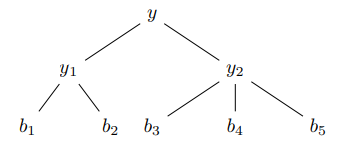 y
y₁ y₂
b₁ b₂ b₃ b₄ b₅